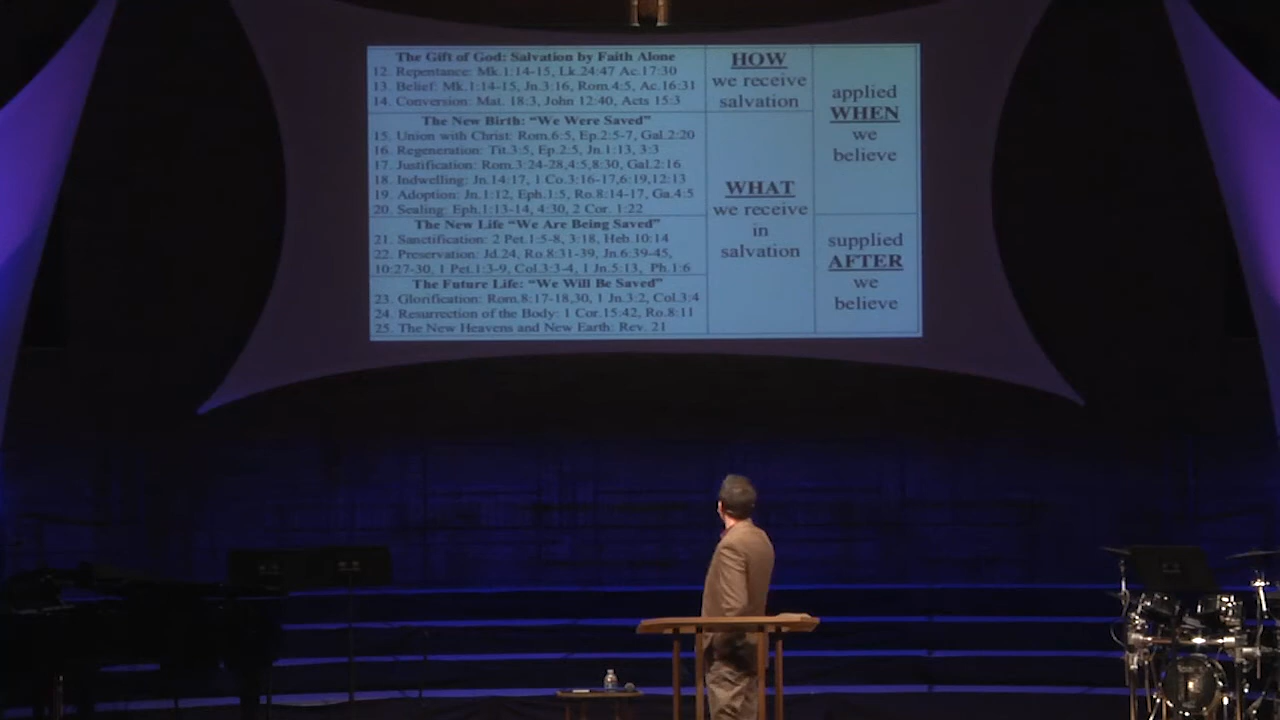 The Gift of God: Salvation by Faith Alone
12. Repentance: Mk.1:14-15, Lk.24:47 Ac.17:30
13. Belief: Mk.1:14-15, Jn.3:16, Rom.4:5, Ac.16:31
14. Conversion: Mat. 18:3, John 12:40, Acts 15:3
The New Birth: “We Were Saved”
15. Union with Christ: Rom.6:5, Ep.2:5-7, Gal.2:20
16. Regeneration: Tit.3:5, Ep.2:5, Jn.1:13, 3:3
17. Justification: Rom.3:24-28,4:5,8:30, Gal.2:16
18. Indwelling: Jn.14:17, 1 Co.3:16-17,6:19,12:13
19. Adoption: Jn.1:12, Eph.1:5, Ro.8:14-17, Ga.4:5
20. Sealing: Eph.1:13-14, 4:30, 2 Cor. 1:22
The New Life “We Are Being Saved”
21. Sanctification: 2 Pet.1:5-8, 3:18, Heb.10:14
22. Preservation: Jd.24, Ro.8:31-39, Jn.6:39-45,
10:27-30, 1 Pet.1:3-9, Col.3:3-4, 1 Jn.5:13, Ph.1:6
The Future Life: “We Will Be Saved”
23. Glorification: Rom.8:17-18,30, 1 Jn.3:2, Col.3:4
24. Resurrection of the Body: 1 Cor.15:42, Ro.8:11
25. The New Heavens and New Earth: Rev. 21
HOW
we receive
salvation
WHAT
we receive
in
salvation
applied
WHEN
we
believe
supplied
AFTER
we
believe